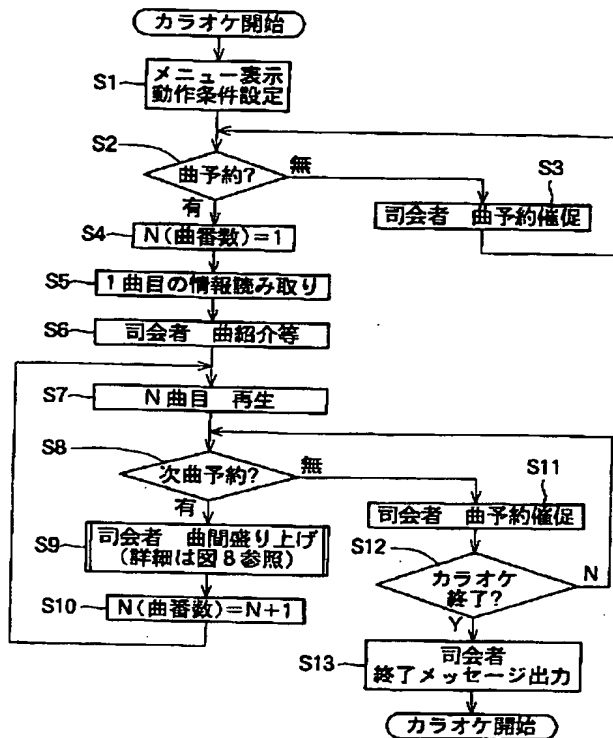 カラオケ開始
S1
メニュー表示
動作条件設定
S2
曲予約?
無
有
S3
司会者 曲予約催促
S4
N(曲番数)=1
S5
1曲目の情報読み取り
S6
司会者 曲紹介等
S7
N曲目 再生
S8
次曲予約?
無
有
S9
司会者 曲間盛り上げ
(詳細は図8参照)
S10
N(曲番数)=N+1
S11
司会者 曲予約催促
S12
カラオケ
終了?
N
Y
S13
司会者
終了メッセージ出力
カラオケ開始